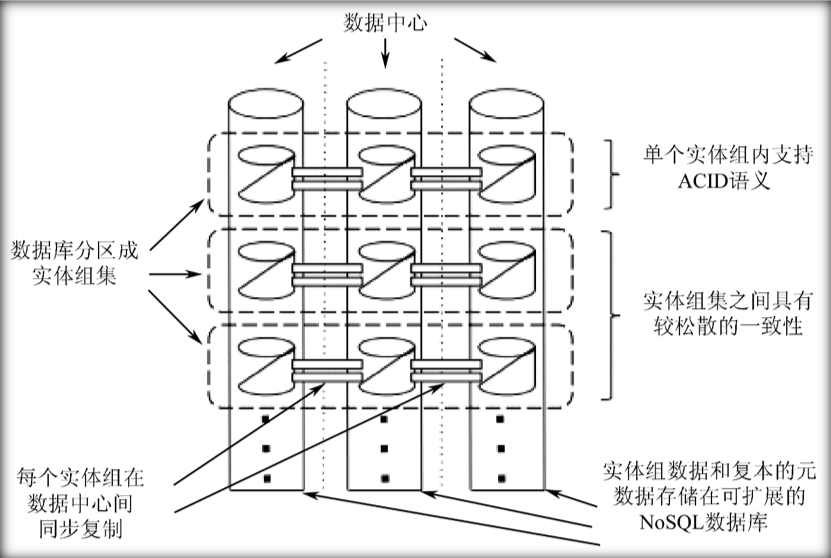 数据中心
单个实体组内支持
ACID语义
数据库分区成
实体组集
实体组集之间具有
较松散的一致性
每个实体组在
数据中心间
同步复制
实体组数据和复本的元
数据存储在可扩展的
NoSQL数据库